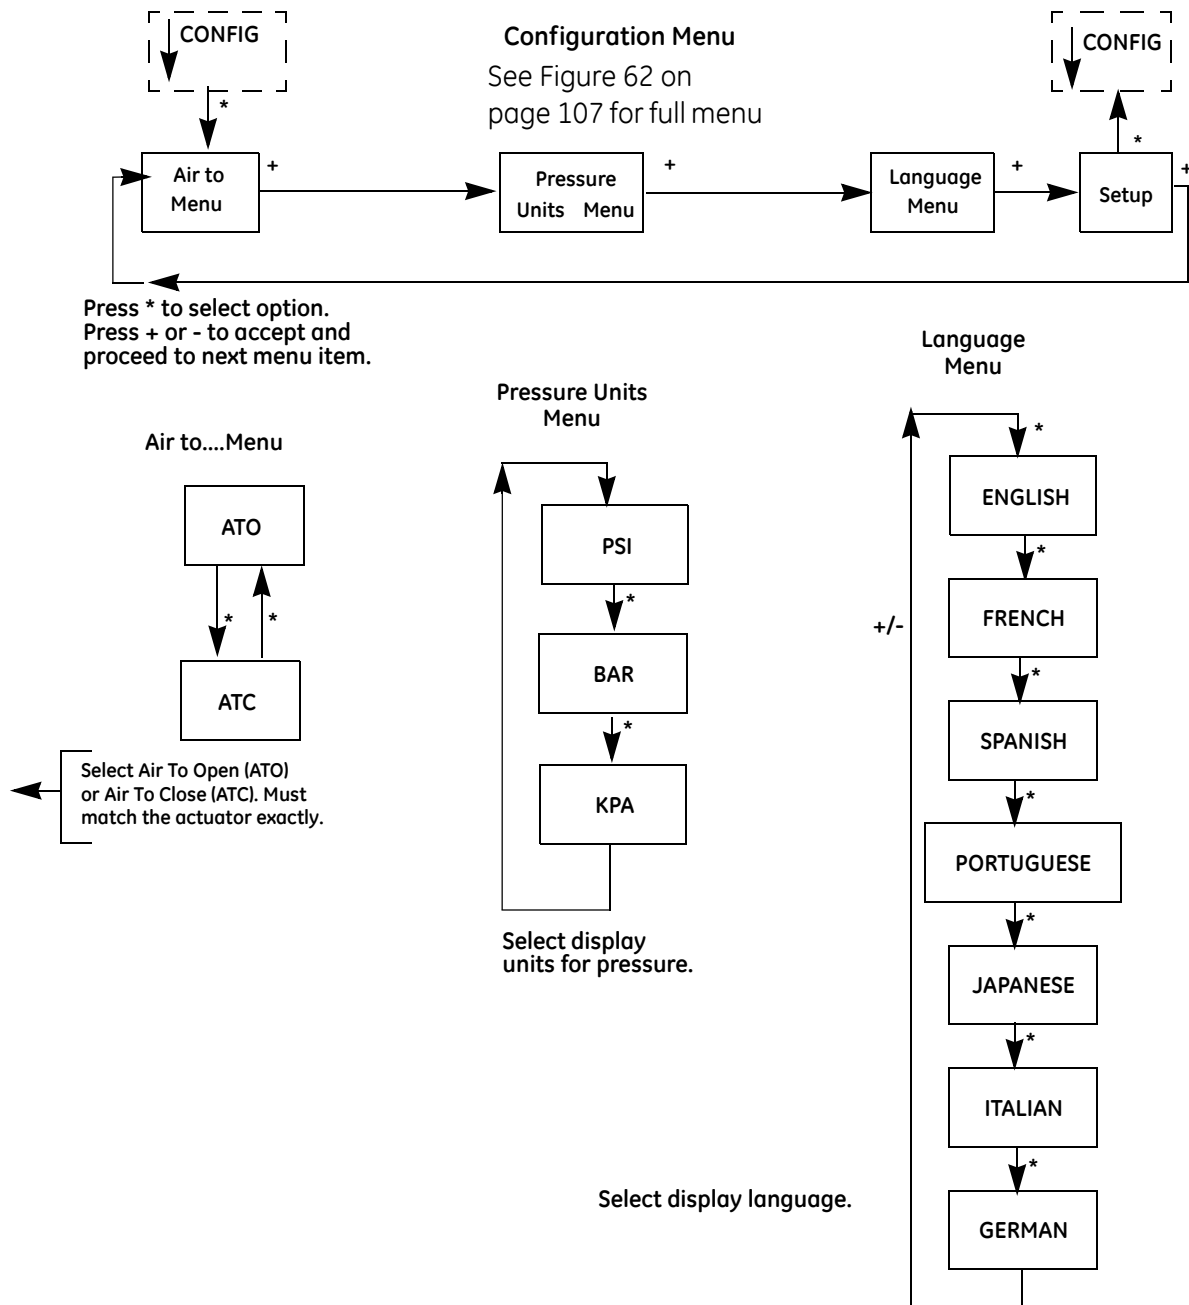 CONFIG
Configuration Menu
See Figure 62 on
page 107 for full menu
CONFIG
*
*
Air to
Menu
+
Pressure
Units Menu
+
Language
Menu
+
Setup
+
Press * to select option.
Press + or - to accept and
proceed to next menu item.
Air to....Menu
ATO
*
*
ATC
Select Air To Open (ATO)
or Air To Close (ATC). Must
match the actuator exactly.
Pressure Units
Menu
PSI
*
BAR
*
KPA
Select display
units for pressure.
Language
Menu
*
ENGLISH
*
+/-
FRENCH
*
SPANISH
*
PORTUGUESE
*
JAPANESE
*
ITALIAN
*
Select display language.
GERMAN